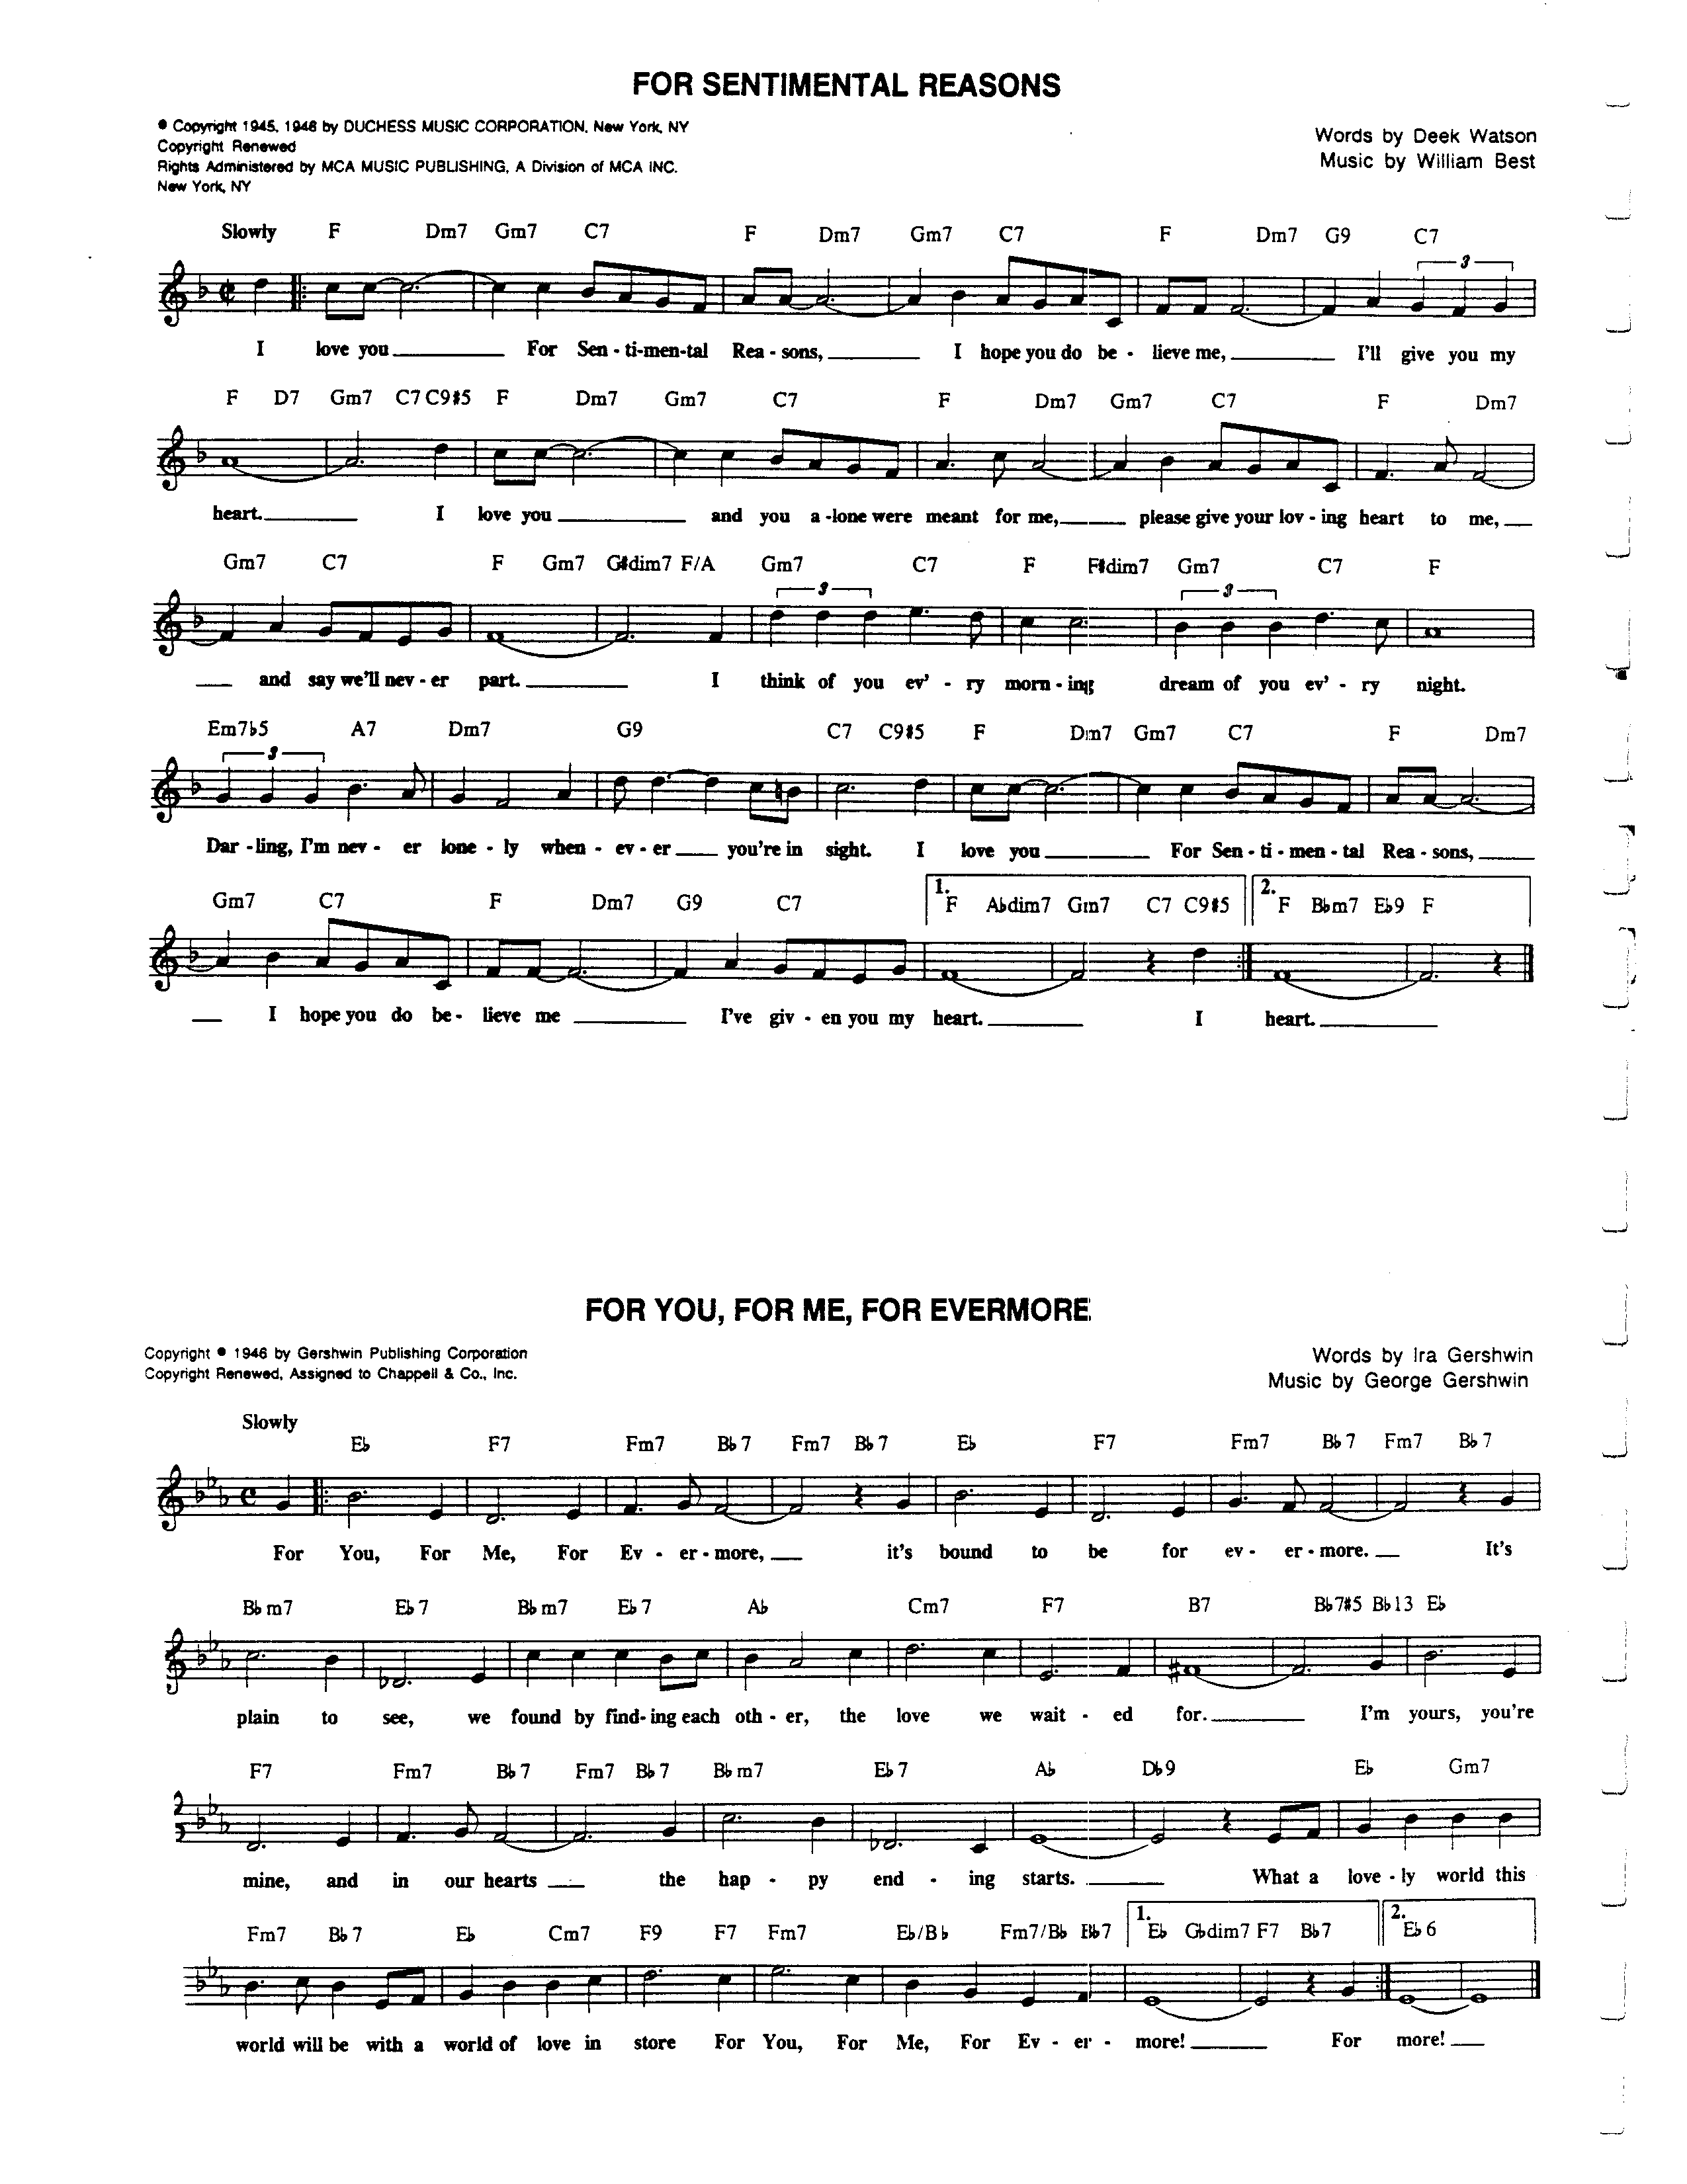 FOR SENTIMENTAL REASONS
© Copyright 1945, 1946 by DUCHESS MUSIC CORPORATION, New York, NY
Copyright Renewed
Rights Administered by MCA MUSIC PUBLISHING, A Division of MCA INC.
New York, NY
Words by Deek Watson
Music by William Best
Slowly F Dm7 Gm7 C7 F Dm7 Gm7 C7 F Dm7 G9 C7
3
I love you For Sen - ti-men-tal Rea - sons, I hope you do be - lieve me, I'll give you my
F D7 Gm7 C7 C9#5 F Dm7 Gm7 C7 F Dm7 Gm7 C7 F Dm7
heart. I love you and you a -lone were meant for me, please give your lov - ing heart to me,
Gm7 C7 F Gm7 G#dim7 F/A Gm7 C7 F F#dim7 Gm7 C7 F
3 3
and say we'll nev - er part. I think of you ev' - ry morn - ing dream of you ev' - ry night.
Em7♭5 A7 Dm7 G9 C7 C9#5 F Dm7 Gm7 C7 F Dm7
3
Dar -ling, I'm nev - er lone - ly when - ev - er you're in sight. I love you For Sen - ti - men - tal Rea - sons,
Gm7 C7 F Dm7 G9 C7 1. F A♭dim7 Gm7 C7 C9#5 2. F B♭m7 E♭9 F
I hope you do be - lieve me I've giv - en you my heart. I heart.
FOR YOU, FOR ME, FOR EVERMORE
Copyright © 1946 by Gershwin Publishing Corporation
Copyright Renewed, Assigned to Chappell & Co., Inc.
Words by Ira Gershwin
Music by George Gershwin
Slowly
E♭ F7 Fm7 B♭7 Fm7 B♭7 E♭ F7 Fm7 B♭7 Fm7 B♭7
For You, For Me, For Ev - er - more, it's bound to be for ev - er - more. It's
B♭m7 E♭7 B♭m7 E♭7 A♭ Cm7 F7 B7 B♭7#5 B♭13 E♭
plain to see, we found by find- ing each oth - er, the love we wait - ed for. I'm yours, you're
F7 Fm7 B♭7 Fm7 B♭7 B♭m7 E♭7 A♭ D♭9 E♭ Gm7
mine, and in our hearts the hap - py end - ing starts. What a love - ly world this
Fm7 B♭7 E♭ Cm7 F9 F7 Fm7 E♭/B♭ Fm7/B♭ B♭7 1. E♭ G♭dim7 F7 B♭7 2. E♭6
world will be with a world of love in store For You, For Me, For Ev - er - more! For more!